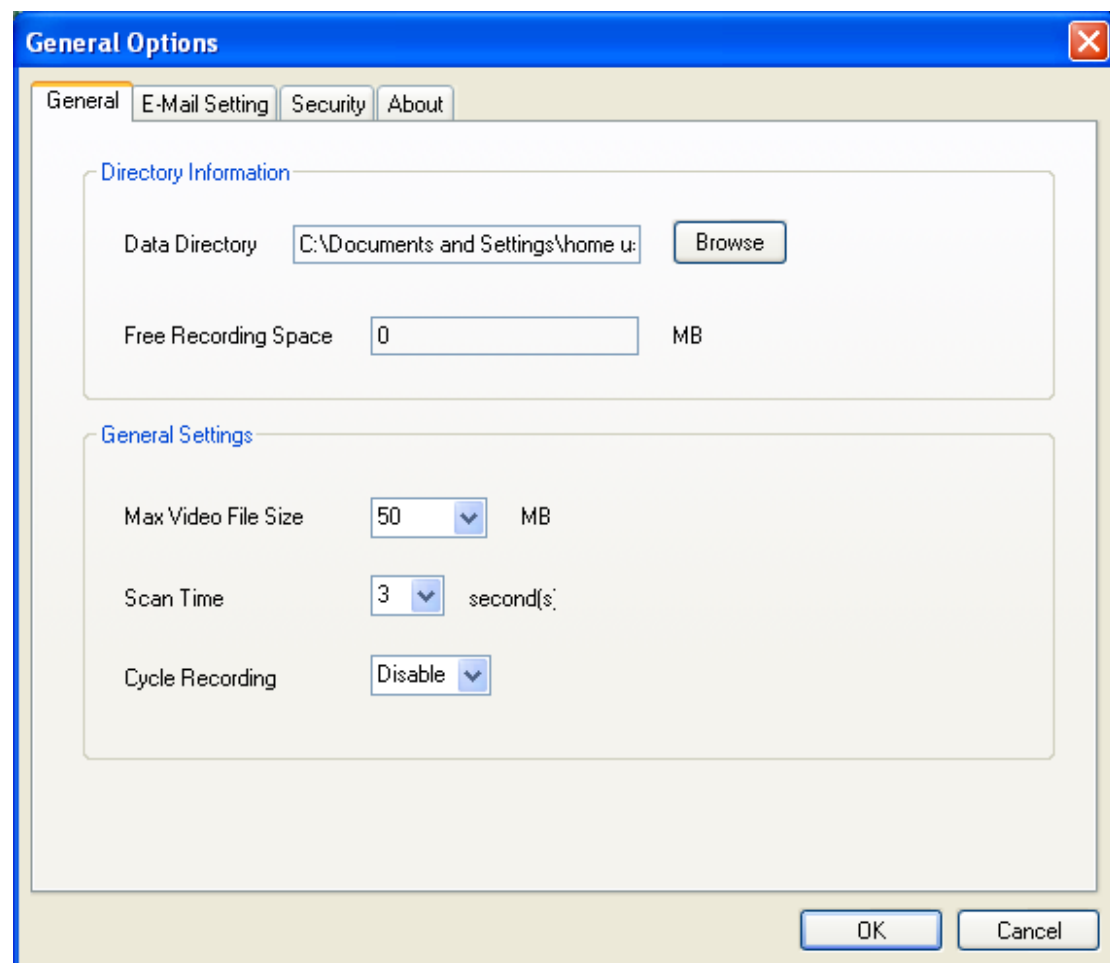 General Options
General E-Mail Setting Security About
Directory Information
Data Directory C:\Documents and Settings\home u Browse
Free Recording Space 0 MB
General Settings
Max Video File Size 50 MB
Scan Time 3 second(s)
Cycle Recording Disable
OK Cancel